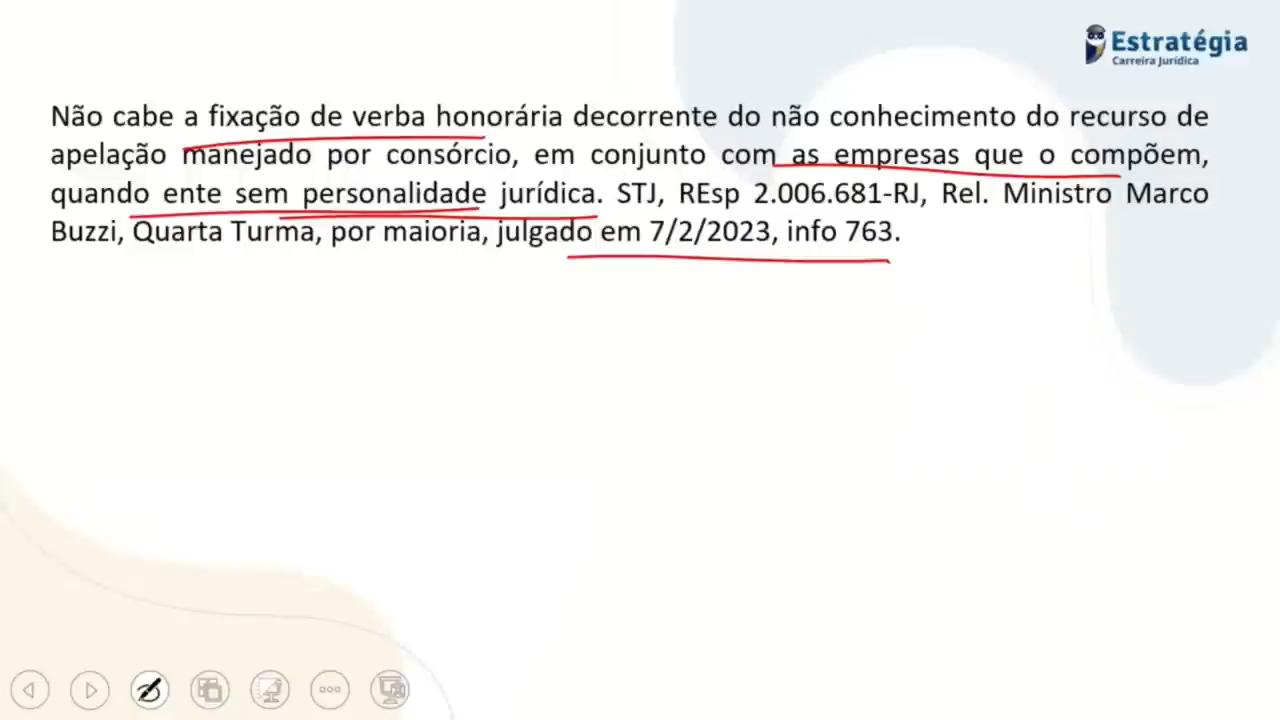 Estratégia
Carreira Jurídica
Não cabe a fixação de verba honorária decorrente do não conhecimento do recurso de
apelação manejado por consórcio, em conjunto com as empresas que o compõem,
quando ente sem personalidade jurídica. STJ, REsp 2.006.681-RJ, Rel. Ministro Marco
Buzzi, Quarta Turma, por maioria, julgado em 7/2/2023, info 763.